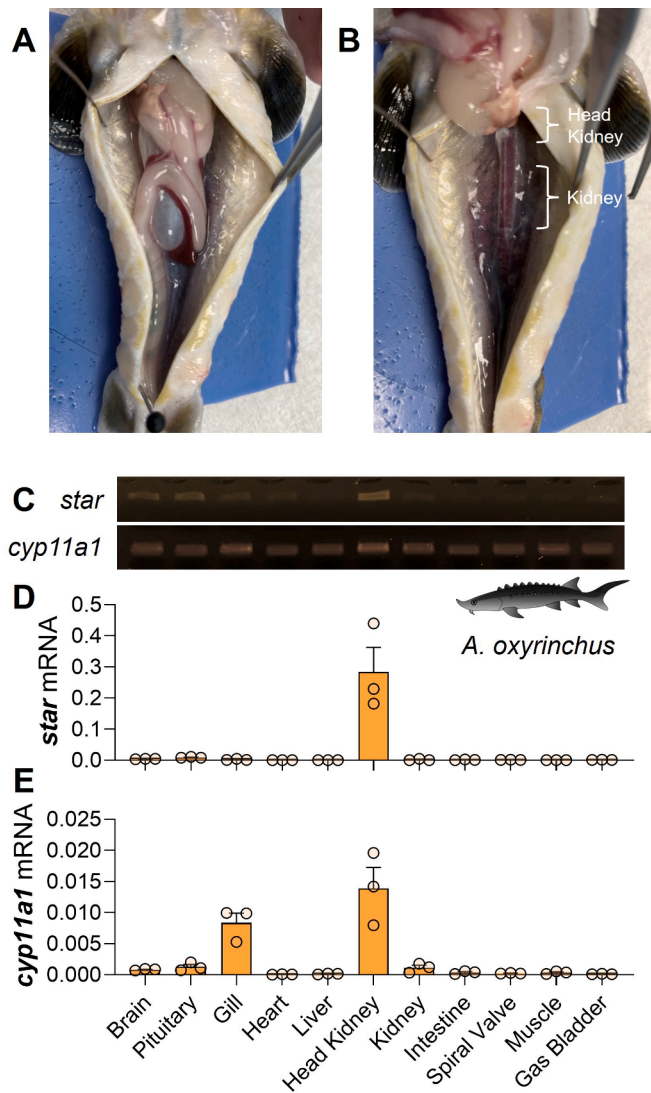 A
B
Head
Kidney
Kidney
C
star
cyp11a1
D
A. oxyrinchus
star mRNA
0.5
0.4
0.3
0.2
0.1
0.0
E
cyp11a1 mRNA
0.025
0.020
0.015
0.010
0.005
0.000
Brain
Pituitary
Gill
Heart
Liver
Head Kidney
Kidney
Intestine
Spiral Valve
Muscle
Gas Bladder